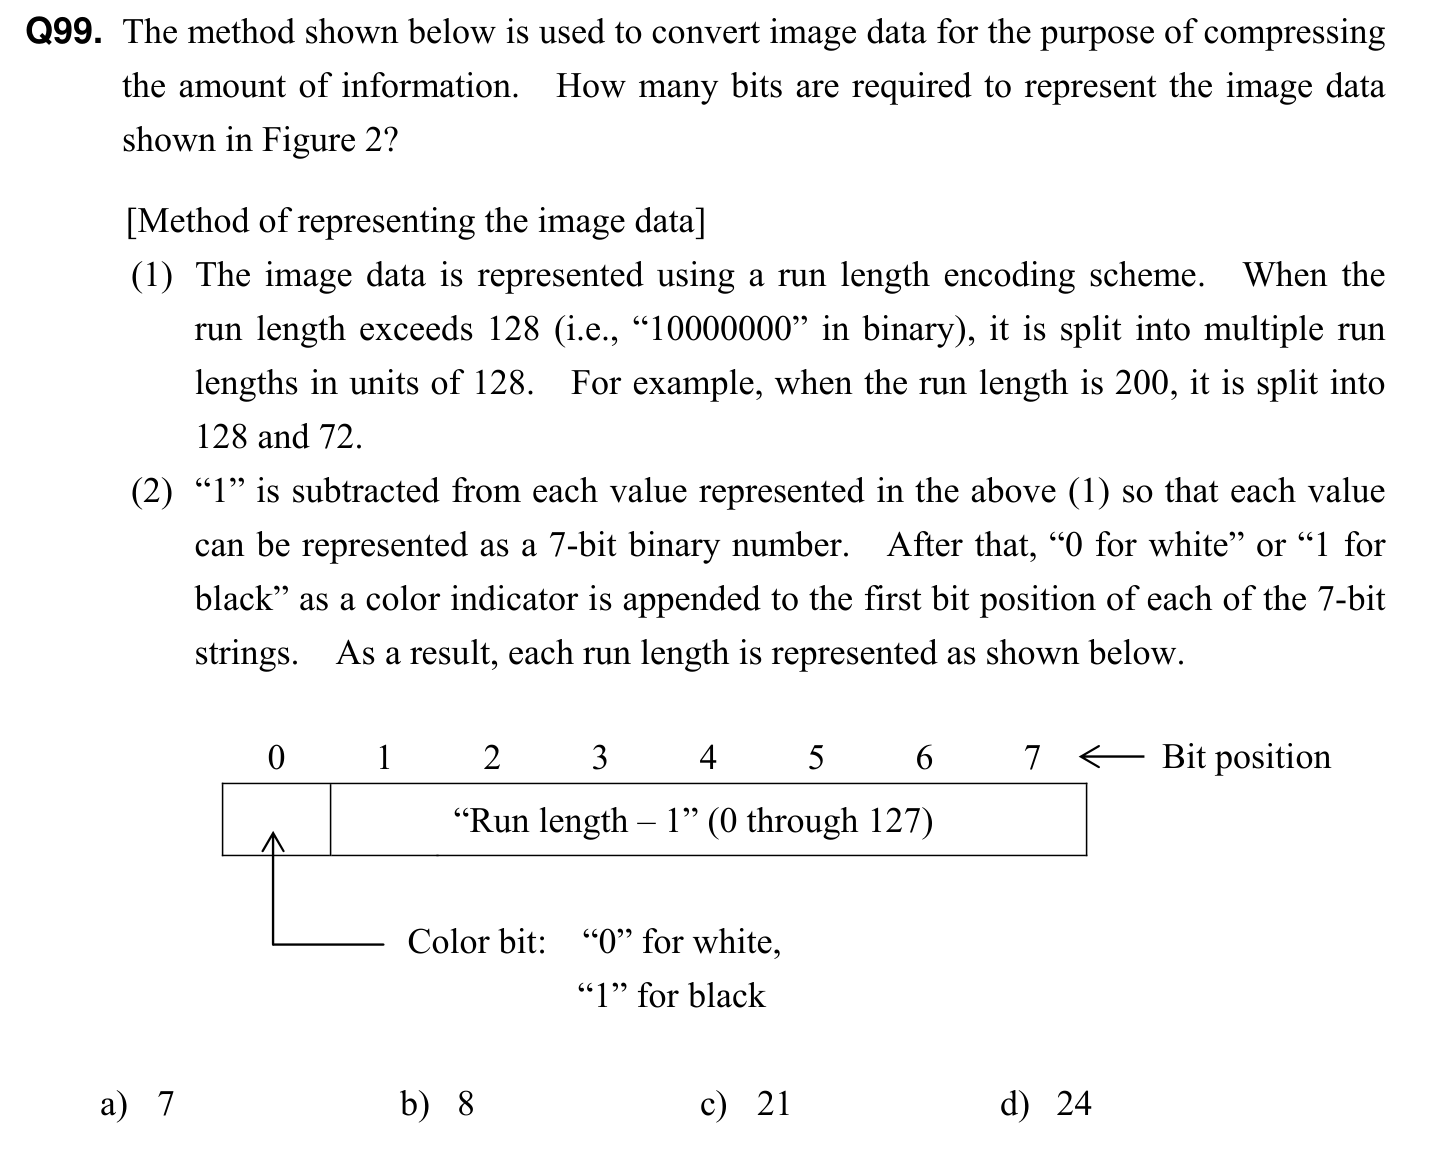 Q99. The method shown below is used to convert image data for the purpose of compressing
the amount of information. How many bits are required to represent the image data
shown in Figure 2?
[Method of representing the image data]
(1) The image data is represented using a run length encoding scheme. When the
run length exceeds 128 (i.e., “10000000” in binary), it is split into multiple run
lengths in units of 128. For example, when the run length is 200, it is split into
128 and 72.
(2) “1” is subtracted from each value represented in the above (1) so that each value
can be represented as a 7-bit binary number. After that, “0 for white” or “1 for
black” as a color indicator is appended to the first bit position of each of the 7-bit
strings. As a result, each run length is represented as shown below.
0 1 2 3 4 5 6 7 ← Bit position
“Run length – 1” (0 through 127)
Color bit: “0” for white,
“1” for black
a) 7 b) 8 c) 21 d) 24